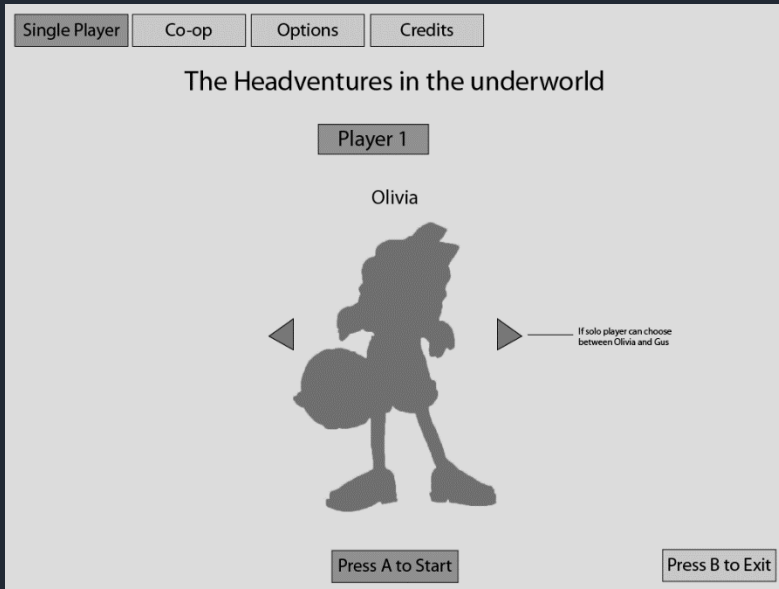 Single Player
Co-op
Options
Credits
The Headventures in the underworld
Player 1
Olivia
If solo player can choose
between Olivia and Gus
Press A to Start
Press B to Exit